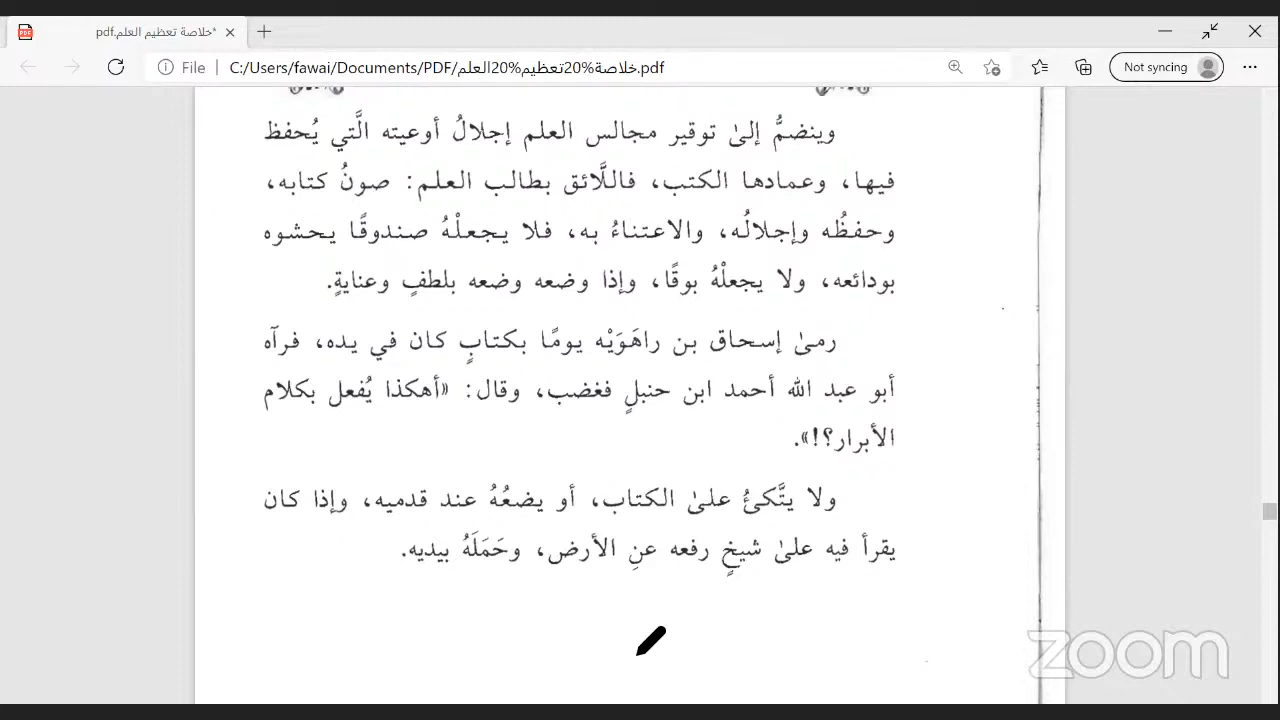 خلاصة تعظيم العلم.pdf*
File
C:/Users/fawai/Documents/PDF/خلاصة%20تعظيم%20العلم.pdf
Not syncing
وينضمُّ إلىٰ توقير مجالس العلم إجلالُ أوعيته الَّتي يُحفظ
فيها، وعمادها الكتب، فاللَّائق بطالب العلم: صونُ كتابه،
وحفظُه وإجلالُه، والاعتناءُ به، فلا يجعلْهُ صندوقًا يحشوه
بودائعه، ولا يجعلْهُ بوقًا، وإذا وضعه وضعه بلطفٍ وعنايةٍ.
رمىٰ إسحاق بن راهَوَيْه يومًا بكتابٍ كان في يده، فرآه
أبو عبد الله أحمد ابن حنبلٍ فغضب، وقال: «أهكذا يُفعل بكلام
الأبرار؟!».
ولا يتَّكئُ علىٰ الكتاب، أو يضعُهُ عند قدميه، وإذا كان
يقرأ فيه علىٰ شيخٍ رفعه عنِ الأرض، وحَمَلَهُ بيديه.
zoom